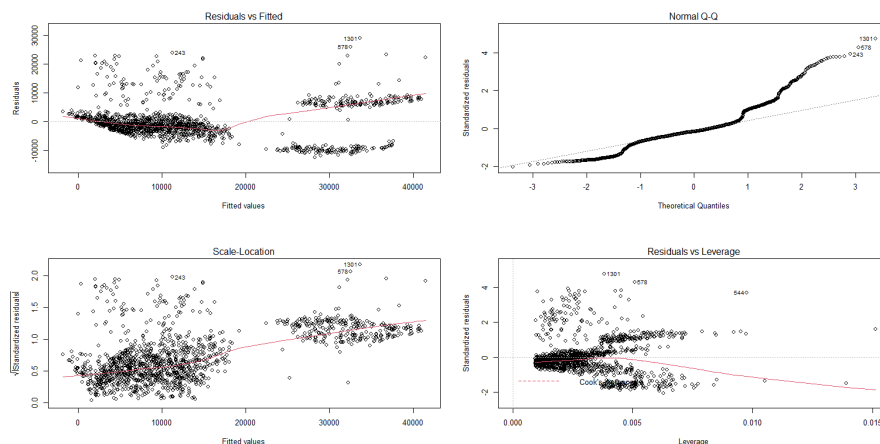 Residuals vs Fitted
Residuals
30000
20000
10000
0
-10000
1301
578
243
0 10000 20000 30000 40000
Fitted values
Normal Q-Q
Standardized residuals
4
2
0
-2
1301
578
243
-3 -2 -1 0 1 2 3
Theoretical Quantiles
Scale-Location
√Standardized residuals
2.0
1.5
1.0
0.5
0.0
1301
578
243
0 10000 20000 30000 40000
Fitted values
Residuals vs Leverage
Standardized residuals
4
2
0
-2
1301
578
544
Cook's
0.000 0.005 0.010 0.015
Leverage